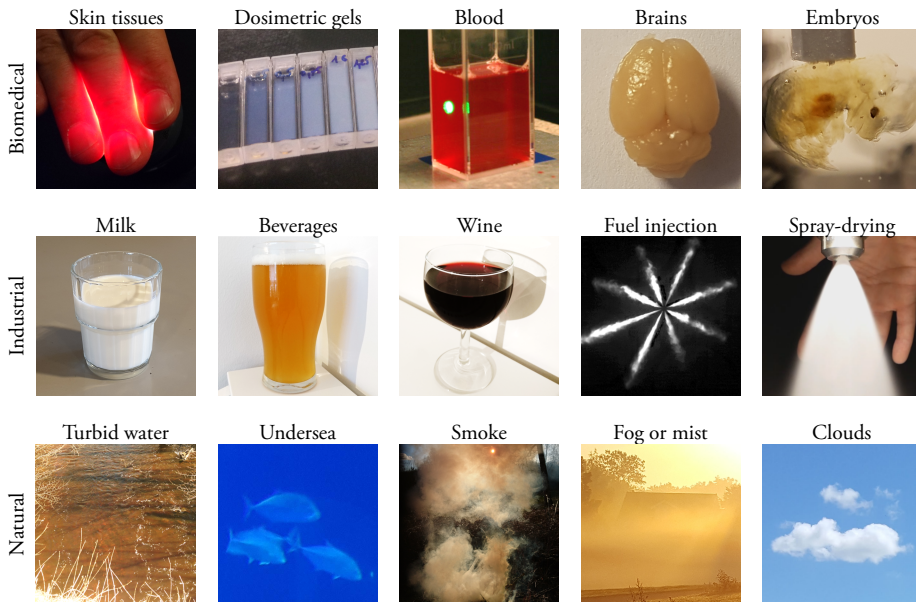 Skin tissues
Dosimetric gels
Blood
Brains
Embryos
Biomedical
Milk
Beverages
Wine
Fuel injection
Spray-drying
Industrial
Turbid water
Undersea
Smoke
Fog or mist
Clouds
Natural